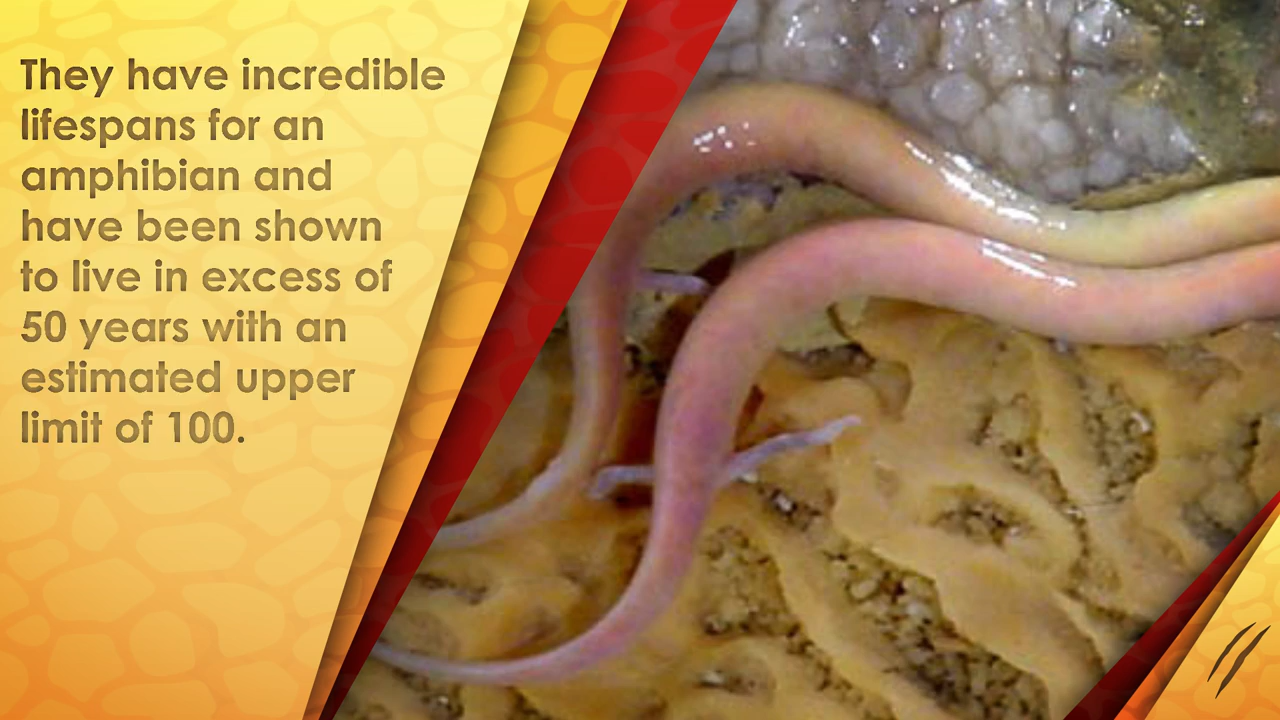 They have incredible
lifespans for an
amphibian and
have been shown
to live in excess of
50 years with an
estimated upper
limit of 100.